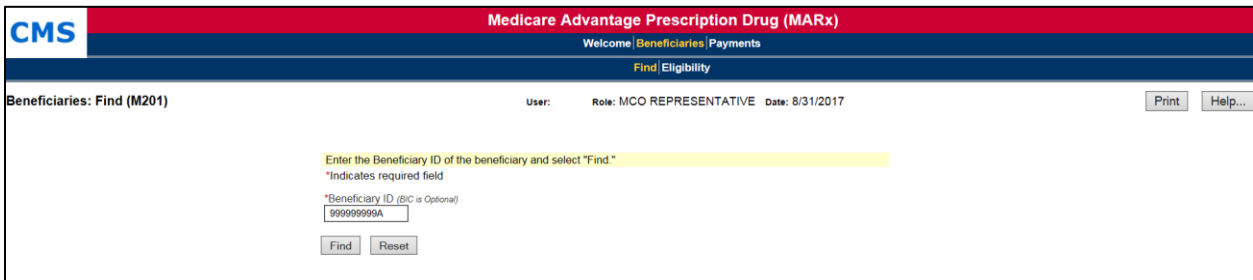 CMS
Medicare Advantage Prescription Drug (MARx)
Welcome|Beneficiaries|Payments
Find|Eligibility
Beneficiaries: Find (M201) User: Role: MCO REPRESENTATIVE Date: 8/31/2017 Print Help...
Enter the Beneficiary ID of the beneficiary and select "Find."
*Indicates required field
*Beneficiary ID (BIC is Optional)
999999999A
Find Reset